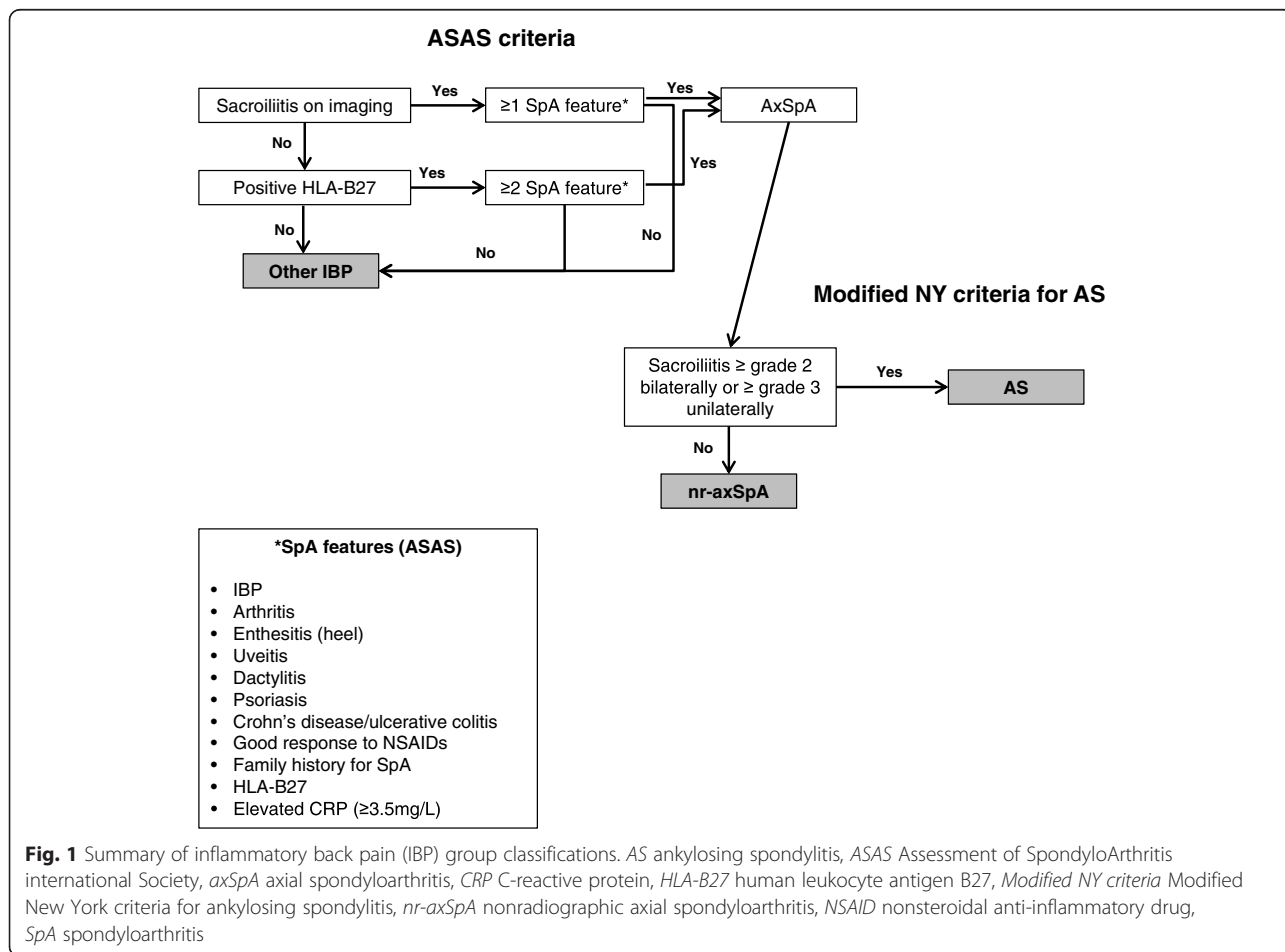 ASAS criteria
Sacroiliitis on imaging
Yes
≥1 SpA feature*
Yes
AxSpA
No
Yes
Positive HLA-B27
Yes
≥2 SpA feature*
No
No
No
Other IBP
Modified NY criteria for AS
Sacroiliitis ≥ grade 2
bilaterally or ≥ grade 3
unilaterally
Yes
AS
No
nr-axSpA
*SpA features (ASAS)
• IBP
• Arthritis
• Enthesitis (heel)
• Uveitis
• Dactylitis
• Psoriasis
• Crohn's disease/ulcerative colitis
• Good response to NSAIDs
• Family history for SpA
• HLA-B27
• Elevated CRP (≥3.5mg/L)
Fig. 1 Summary of inflammatory back pain (IBP) group classifications. AS ankylosing spondylitis, ASAS Assessment of SpondyloArthritis
international Society, axSpA axial spondyloarthritis, CRP C-reactive protein, HLA-B27 human leukocyte antigen B27, Modified NY criteria Modified
New York criteria for ankylosing spondylitis, nr-axSpA nonradiographic axial spondyloarthritis, NSAID nonsteroidal anti-inflammatory drug,
SpA spondyloarthritis